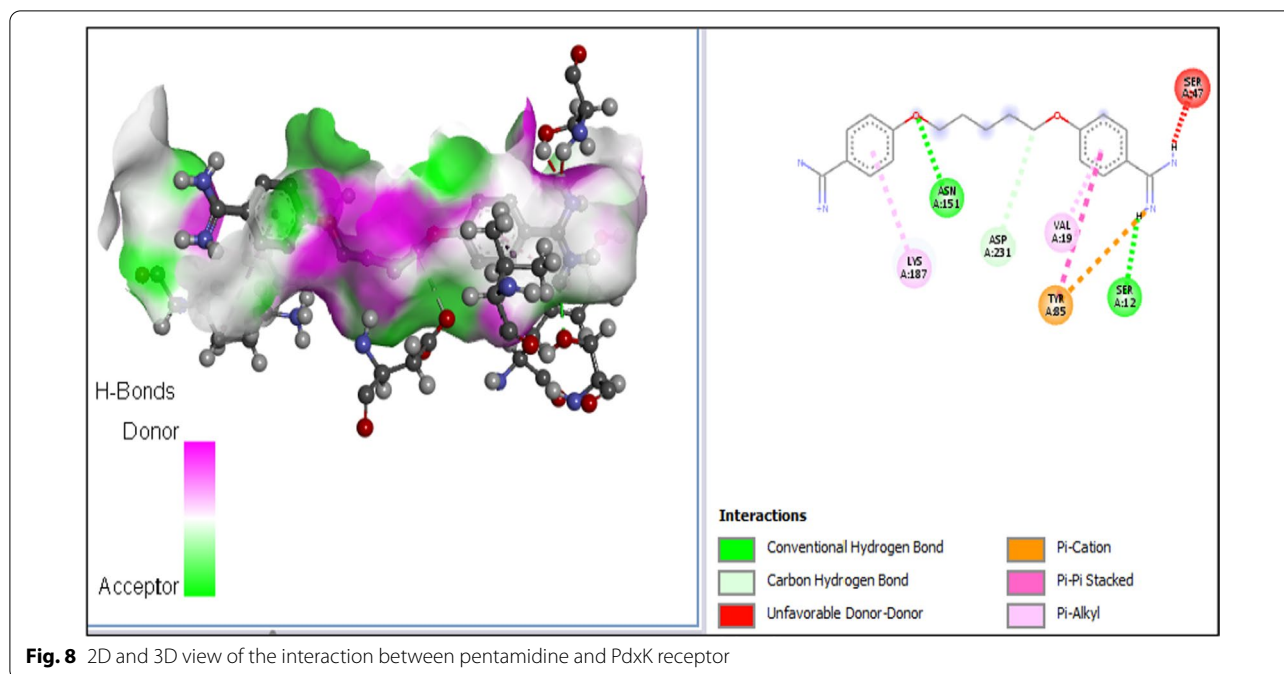 H-Bonds
Donor
Acceptor
SER
A:47
ASN
A:151
ASP
A:231
VAL
A:19
LYS
A:187
TYR
A:85
SER
A:12
H
N
N
+N
O
O
H
N
N
Interactions
Conventional Hydrogen Bond
Carbon Hydrogen Bond
Unfavorable Donor-Donor
Pi-Cation
Pi-Pi Stacked
Pi-Alkyl
Fig. 8 2D and 3D view of the interaction between pentamidine and PdxK receptor